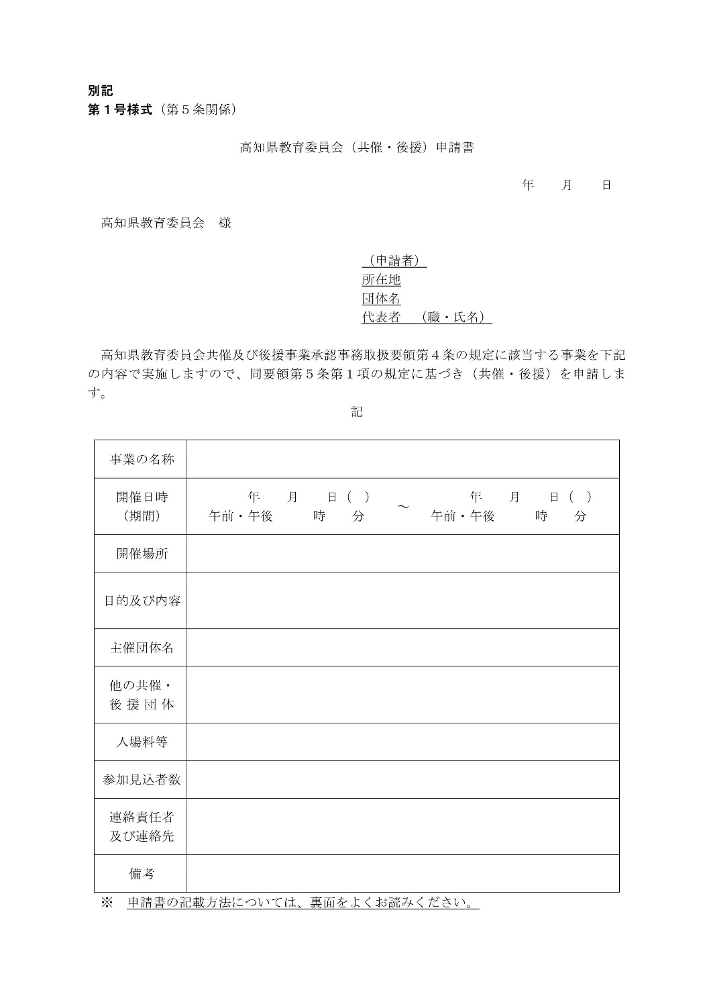 別記
第１号様式（第５条関係）
高知県教育委員会（共催・後援）申請書
年　　月　　日
高知県教育委員会　様
（申請者）
所在地
団体名
代表者　（職・氏名）
高知県教育委員会共催及び後援事業承認事務取扱要領第４条の規定に該当する事業を下記
の内容で実施しますので、同要領第５条第１項の規定に基づき（共催・後援）を申請しま
す。
記
事業の名称
開催日時
（期間）
年　　月　　日（　）
午前・午後　　　時　　分
～
年　　月　　日（　）
午前・午後　　　時　　分
開催場所
目的及び内容
主催団体名
他の共催・
後援団体
入場料等
参加見込者数
連絡責任者
及び連絡先
備考
※　申請書の記載方法については、裏面をよくお読みください。